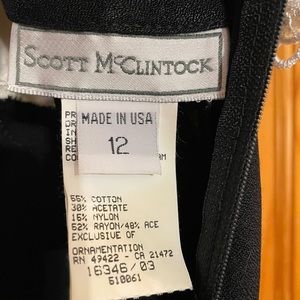 SCOTT McCLINTOCK
MADE IN USA
12
55% COTTON
30% ACETATE
15% NYLON
52% RAYON/48% ACE
EXCLUSIVE OF
ORNAMENTATION
RN 49422 - CA 21472
16346/03
610061